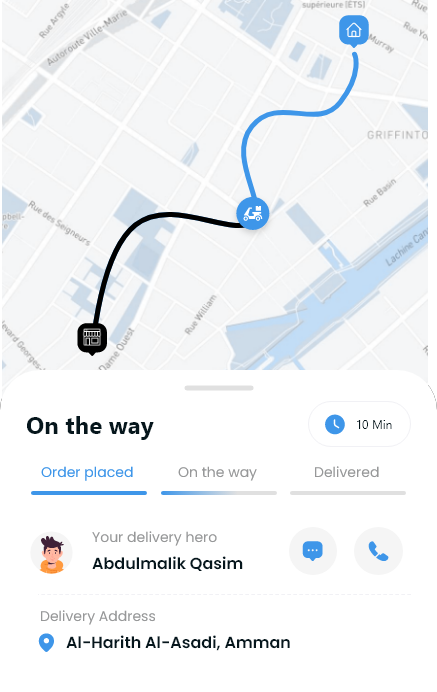 supérieure (ÉTS)
Rue Argyle
Autoroute Ville-Marie
Murray
GRIFFINTO
Rue Basin
Rue des Seigneurs
Lachine Can
Rue William
Dame Ouest
levard Georges-
On the way
10 Min
Order placed
On the way
Delivered
Your delivery hero
Abdulmalik Qasim
Delivery Address
Al-Harith Al-Asadi, Amman